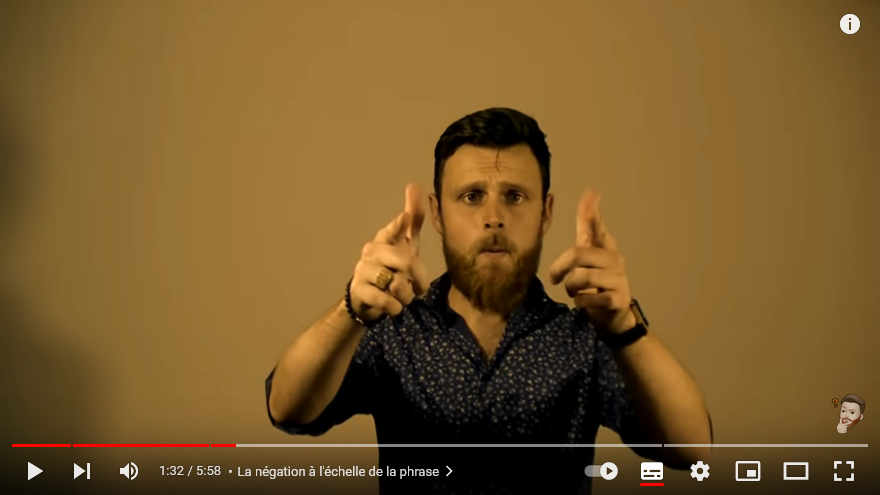 1:32 / 5:58 • La négation à l'échelle de la phrase